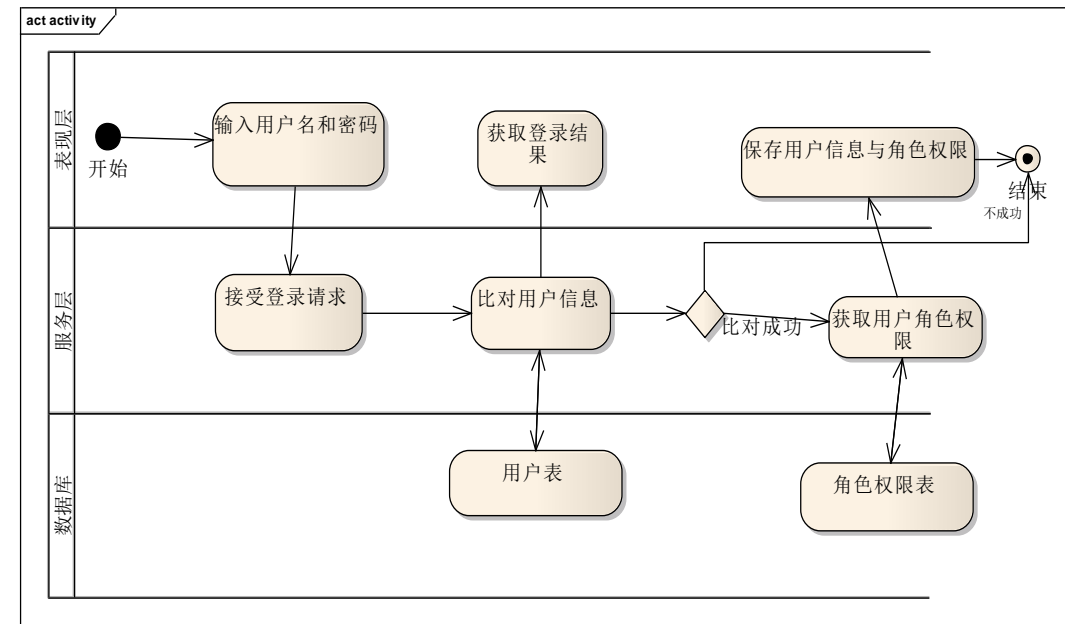 act activity
表现层
开始
输入用户名和密码
获取登录结
果
保存用户信息与角色权限
结束
不成功
服务层
接受登录请求
比对用户信息
比对成功
获取用户角色权
限
数据库
用户表
角色权限表